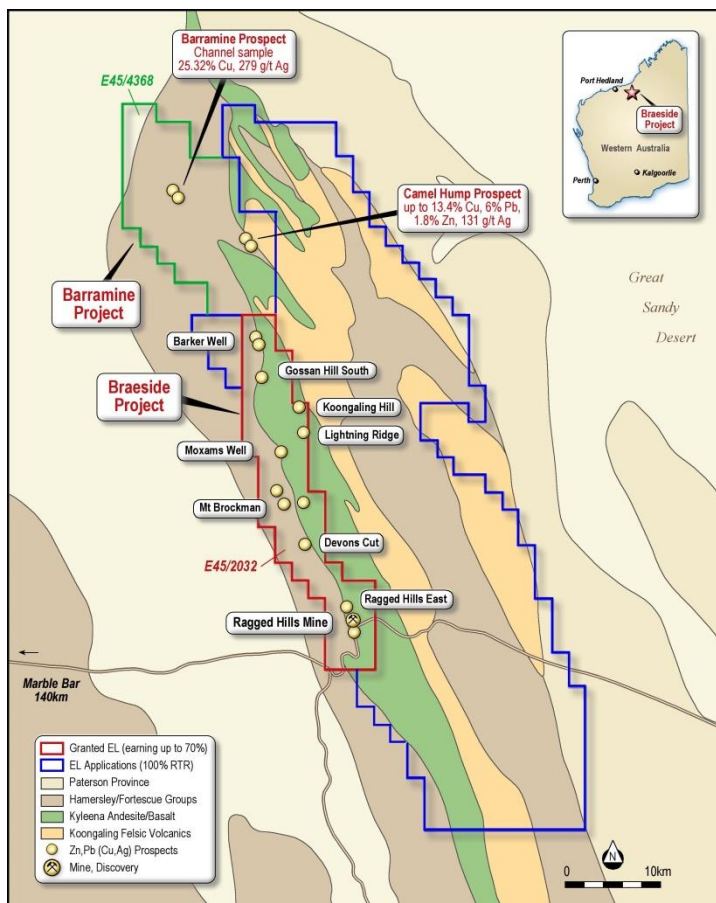 Barramine Prospect
Channel sample
25.32% Cu, 279 g/t Ag
E45/4368
Port Hedland
Braeside
Project
Western Australia
Perth
Kalgoorlie
Camel Hump Prospect
up to 13.4% Cu, 6% Pb,
1.8% Zn, 131 g/t Ag
Barramine
Project
Great
Sandy
Desert
Barker Well
Gossan Hill South
Braeside
Project
Koongaling Hill
Lightning Ridge
Moxams Well
Mt Brockman
Devons Cut
E45/2032
Ragged Hills East
Ragged Hills Mine
Marble Bar
140km
Granted EL (earning up to 70%)
EL Applications (100% RTR)
Paterson Province
Hamersley/Fortescue Groups
Kyleena Andesite/Basalt
Koongaling Felsic Volcanics
Zn,Pb (Cu,Ag) Prospects
Mine, Discovery
N
0 10km